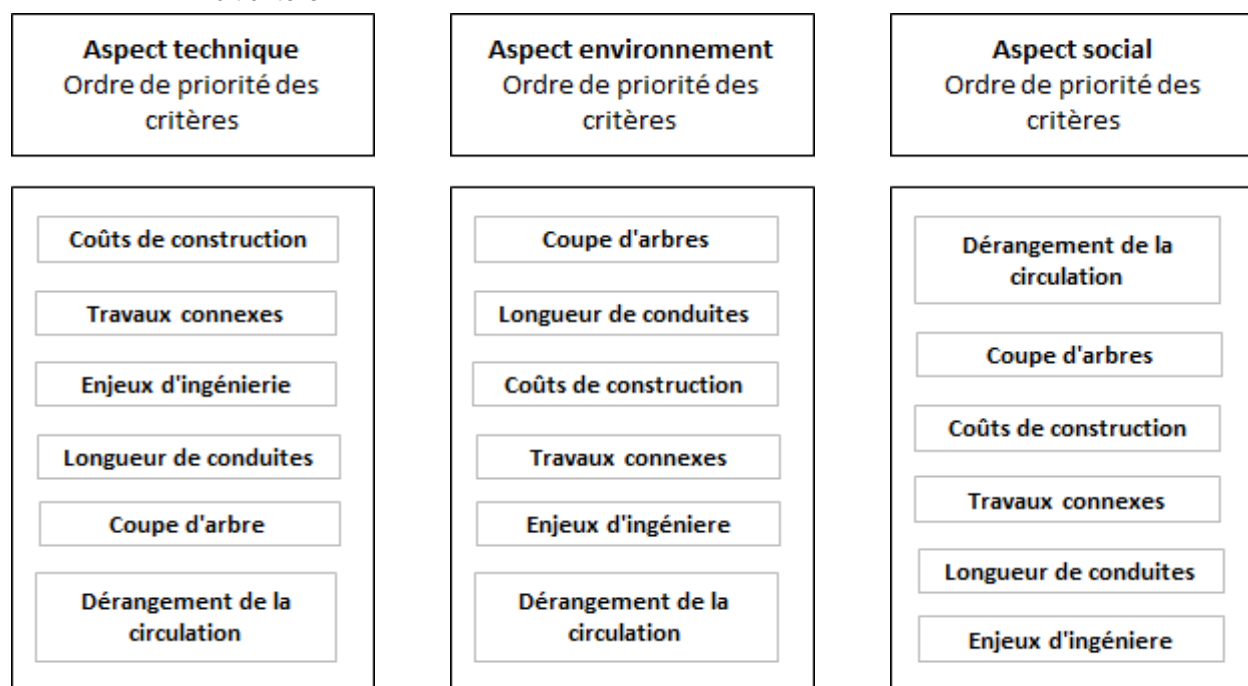 Aspect technique
Ordre de priorité des
critères
Aspect environnement
Ordre de priorité des
critères
Aspect social
Ordre de priorité des
critères
Coûts de construction
Travaux connexes
Enjeux d'ingénierie
Longueur de conduites
Coupe d'arbre
Dérangement de la
circulation
Coupe d'arbres
Longueur de conduites
Coûts de construction
Travaux connexes
Enjeux d'ingéniere
Dérangement de la
circulation
Dérangement de la
circulation
Coupe d'arbres
Coûts de construction
Travaux connexes
Longueur de conduites
Enjeux d'ingéniere